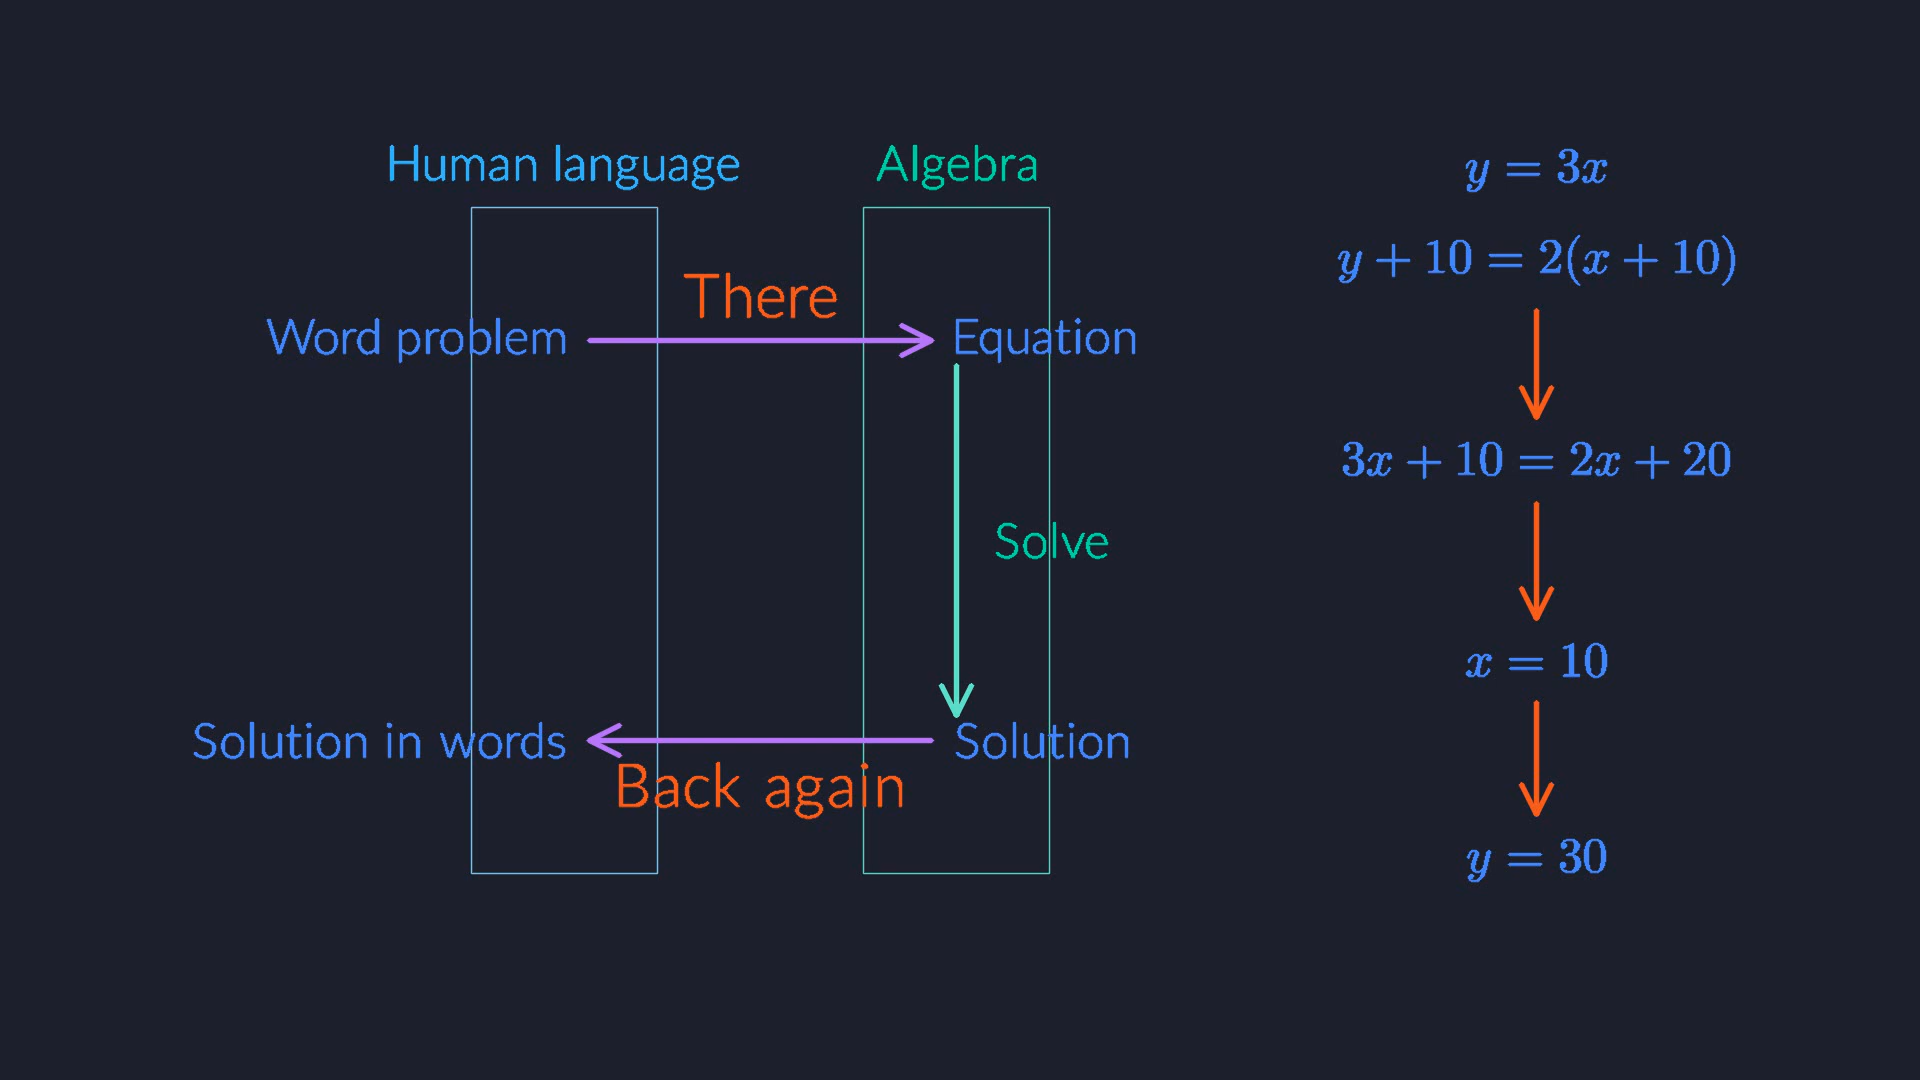 Human language
Algebra
There
Word problem
Equation
Solve
Solution in words
Solution
Back again
y = 3x
y + 10 = 2(x + 10)
3x + 10 = 2x + 20
x = 10
y = 30